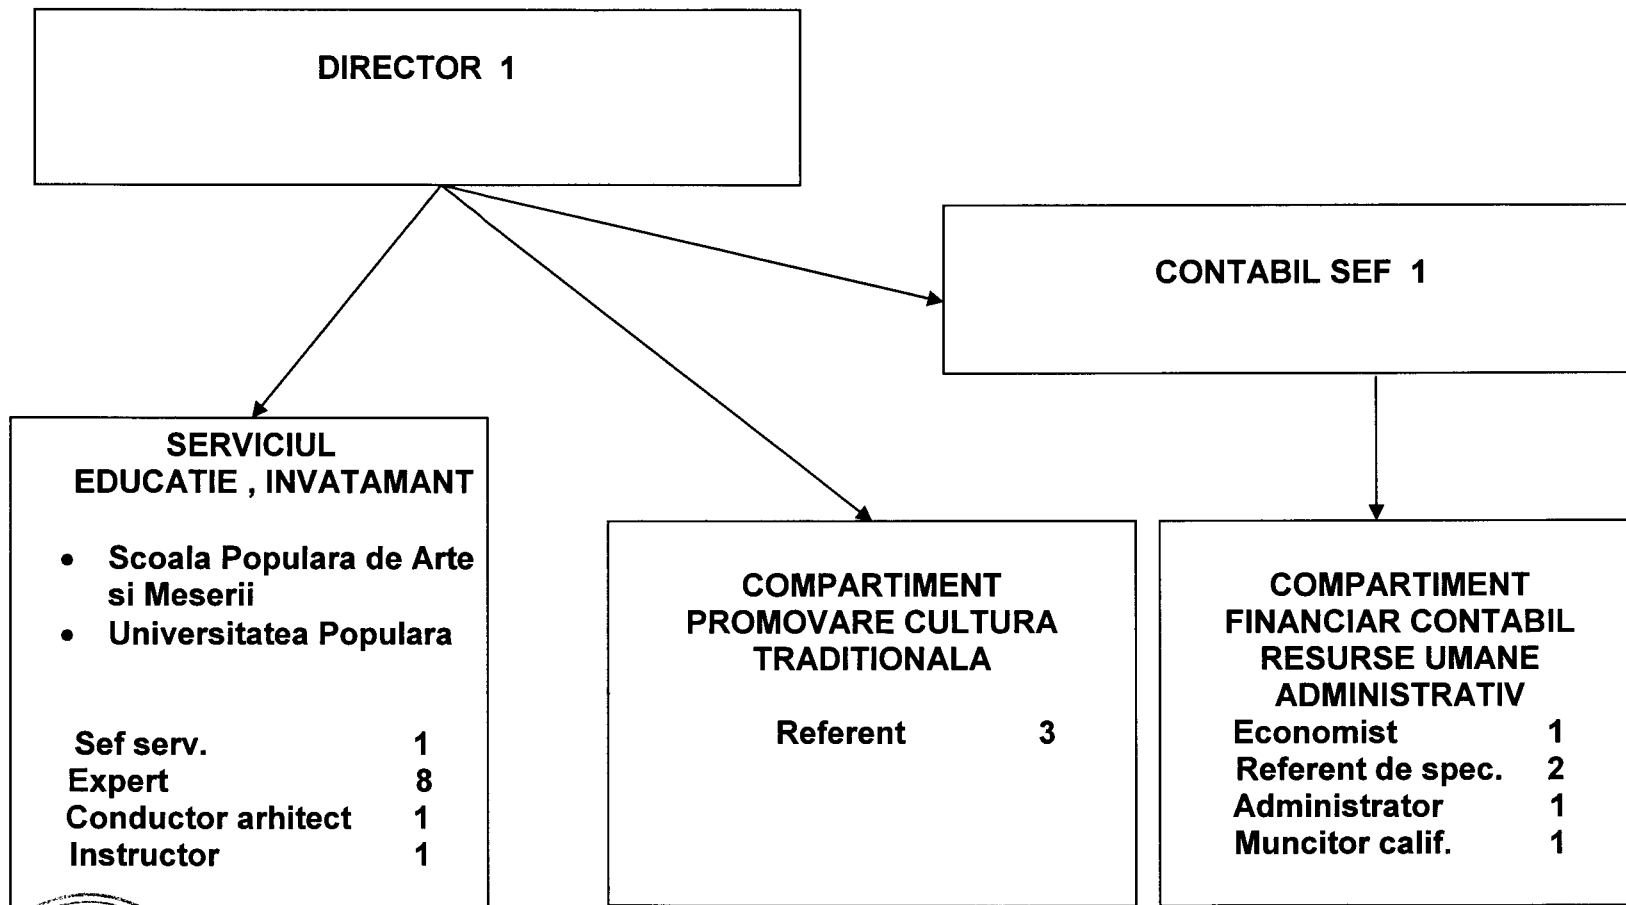 DIRECTOR 1
CONTABIL SEF 1
SERVICIUL
EDUCATIE , INVATAMANT
• Scoala Populara de Arte
si Meserii
• Universitatea Populara
Sef serv. 1
Expert 8
Conductor arhitect 1
Instructor 1
COMPARTIMENT
PROMOVARE CULTURA
TRADITIONALA
Referent 3
COMPARTIMENT
FINANCIAR CONTABIL
RESURSE UMANE
ADMINISTRATIV
Economist 1
Referent de spec. 2
Administrator 1
Muncitor calif. 1